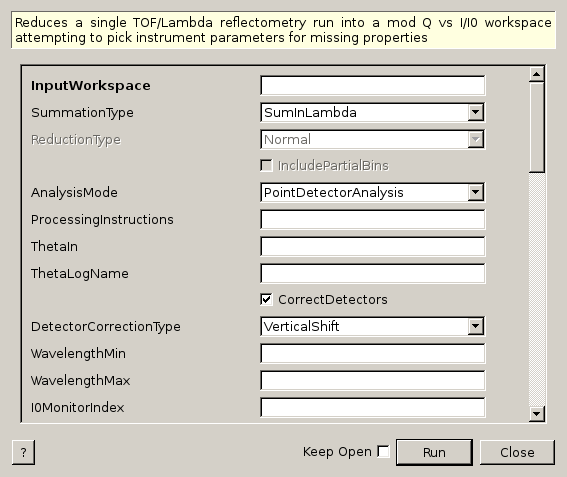 Reduces a single TOF/Lambda reflectometry run into a mod Q vs I/I0 workspace
attempting to pick instrument parameters for missing properties
InputWorkspace
SummationType SumInLambda
ReductionType Normal
IncludePartialBins
AnalysisMode PointDetectorAnalysis
ProcessingInstructions
ThetaIn
ThetaLogName
CorrectDetectors
DetectorCorrectionType VerticalShift
WavelengthMin
WavelengthMax
I0MonitorIndex
? Keep Open Run Close